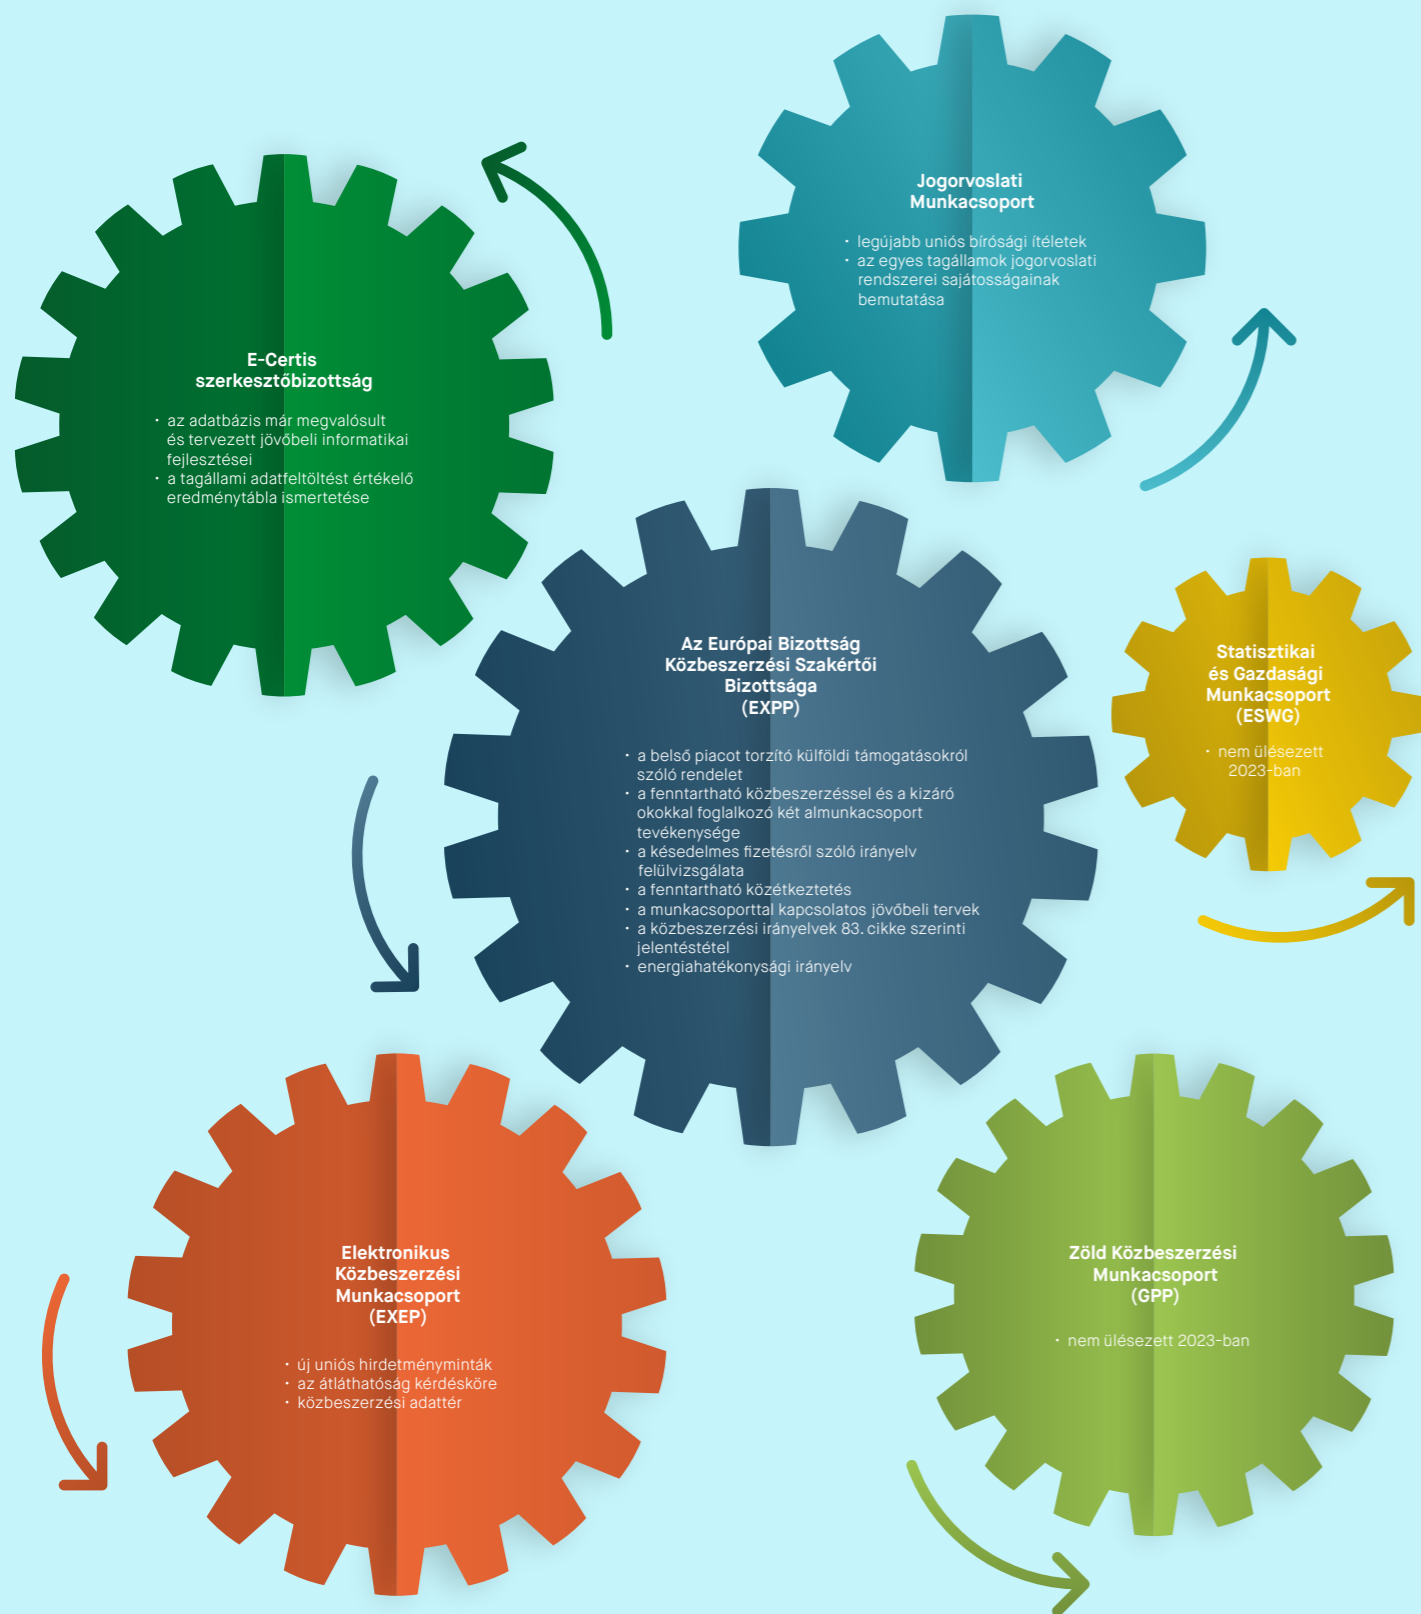 Jogorvoslati
Munkacsoport
· legújabb uniós bírósági ítéletek
· az egyes tagállamok jogorvoslati
rendszerei sajátosságainak
bemutatása
E-Certis
szerkesztőbizottság
· az adatbázis már megvalósult
és tervezett jövőbeli informatikai
fejlesztései
· a tagállami adatfeltöltést értékelő
eredménytábla ismertetése
Az Európai Bizottság
Közbeszerzési Szakértői
Bizottsága
(EXPP)
· a belső piacot torzító külföldi támogatásokról
szóló rendelet
· a fenntartható közbeszerzéssel és a kizáró
okokkal foglalkozó két almunkacsoport
tevékenysége
· a késedelmes fizetésről szóló irányelv
felülvizsgálata
· a fenntartható közétkeztetés
· a munkacsoporttal kapcsolatos jövőbeli tervek
· a közbeszerzési irányelvek 83. cikke szerinti
jelentéstétel
· energiahatékonysági irányelv
Statisztikai
és Gazdasági
Munkacsoport
(ESWG)
· nem ülésezett
2023-ban
Elektronikus
Közbeszerzési
Munkacsoport
(EXEP)
· új uniós hirdetményminták
· az átláthatóság kérdésköre
· közbeszerzési adattér
Zöld Közbeszerzési
Munkacsoport
(GPP)
· nem ülésezett 2023-ban